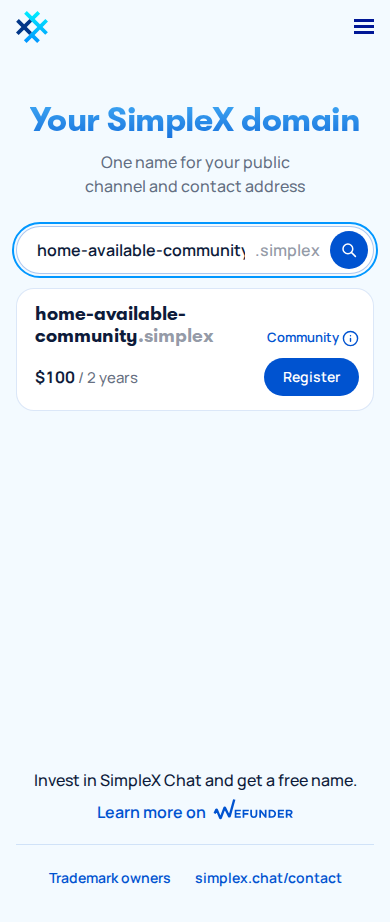 Your SimpleX domain
One name for your public
channel and contact address
home-available-community .simplex
home-available-
community.simplex
Community
$100 / 2 years
Register
Invest in SimpleX Chat and get a free name.
Learn more on WEFUNDER
Trademark owners simplex.chat/contact